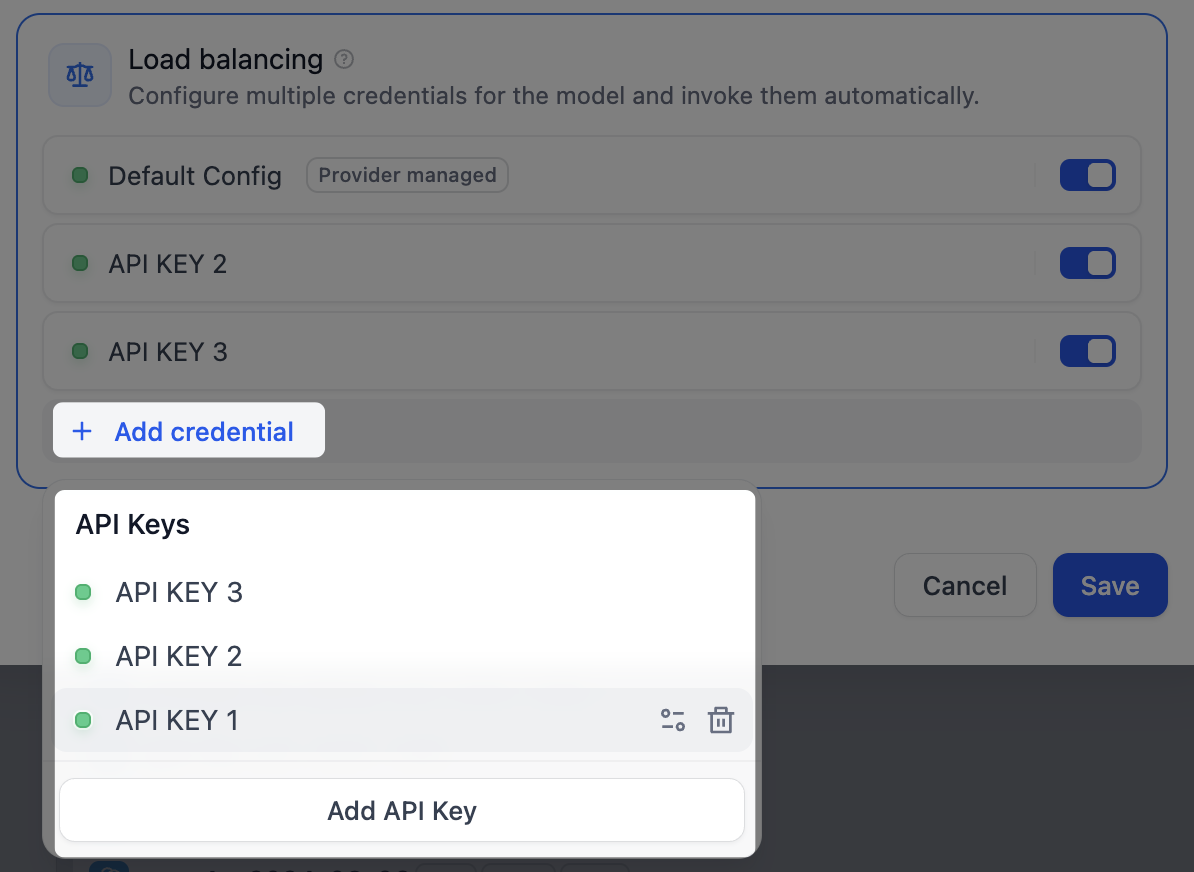 Load balancing
Configure multiple credentials for the model and invoke them automatically.
Default Config Provider managed
API KEY 2
API KEY 3
+ Add credential
API Keys
API KEY 3
API KEY 2
API KEY 1
Cancel Save
Add API Key